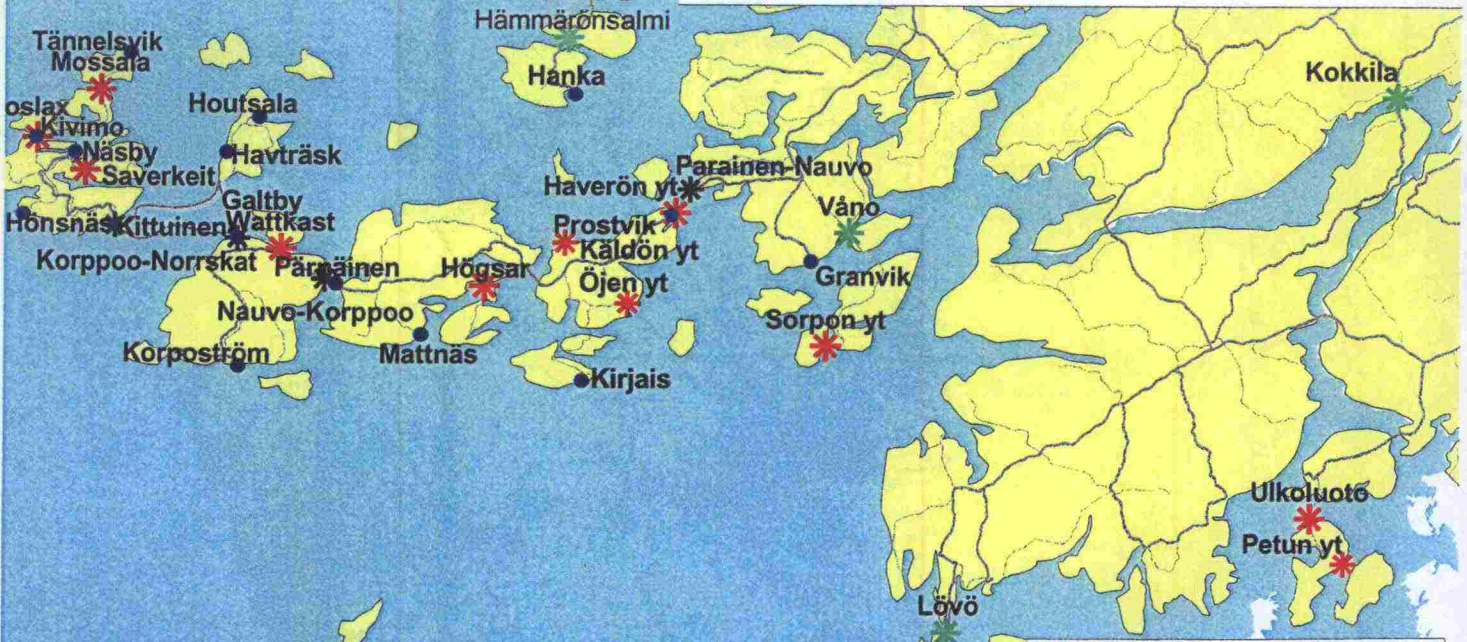 Hämmärönsalmi
Tännelsvik
Mossala
Hanka
Kokkila
oslax
Houtsala
Kivimo
Näsby
Havträsk
Saverkeit
Parainen-Nauvo
Haverön yt
Galtby
Hönsnäs
Kittuinen
Wattkast
Prostvik
Våno
Korppoo-Norrskat
Käldön yt
Pärnäinen
Högsar
Öjen yt
Granvik
Nauvo-Korppoo
Sorpon yt
Korpoström
Mattnäs
Kirjais
Ulkoluoto
Petun yt
Lövö